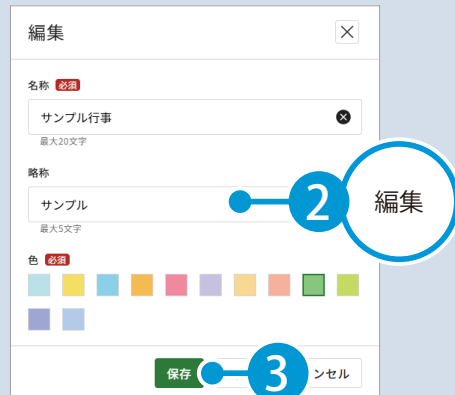 編集
名称 必須
サンプル行事
最大20文字
略称
サンプル
2
編集
最大5文字
色 必須
保存
3
ンセル